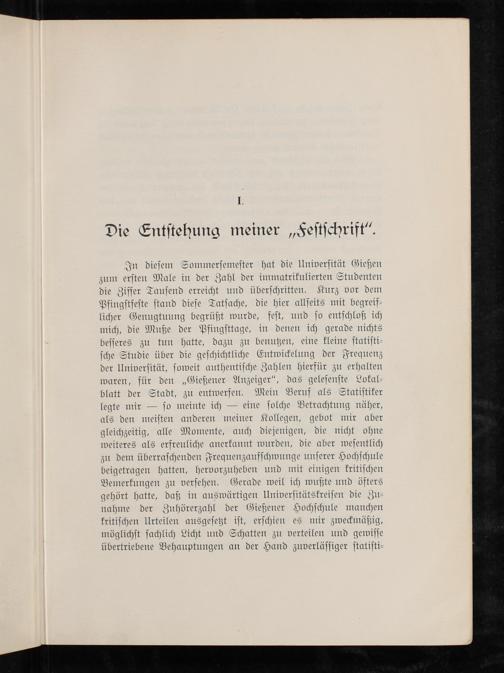 I.
Die Entstehung meiner „Festschrift“.
In diesem Sommersemester hat die Universität Gießen
zum ersten Male in der Zahl der immatrikulierten Studenten
die Ziffer Tausend erreicht und überschritten. Kurz vor dem
Pfingstfeste stand diese Tatsache, die hier allseits mit begreif-
licher Genugtuung begrüßt wurde, fest, und so entschloß ich
mich, die Muße der Pfingsttage, in denen ich gerade nichts
besseres zu tun hatte, dazu zu benutzen, eine kleine statisti-
sche Studie über die geschichtliche Entwickelung der Frequenz
der Universität, soweit authentische Zahlen hierfür zu erhalten
waren, für den „Gießener Anzeiger“, das gelesenste Lokal-
blatt der Stadt, zu entwerfen. Mein Beruf als Statistiker
legte mir — so meinte ich — eine solche Betrachtung näher,
als den meisten anderen meiner Kollegen, gebot mir aber
gleichzeitig, alle Momente, auch diejenigen, die nicht ohne
weiteres als erfreuliche anerkannt wurden, die aber wesentlich
zu dem überraschenden Frequenzaufschwunge unserer Hochschule
beigetragen hatten, hervorzuheben und mit einigen kritischen
Bemerkungen zu versehen. Gerade weil ich wußte und öfters
gehört hatte, daß in auswärtigen Universitätskreisen die Zu-
nahme der Zuhörerzahl der Gießener Hochschule manchen
kritischen Urteilen ausgesetzt ist, erschien es mir zweckmäßig,
möglichst sachlich Licht und Schatten zu verteilen und gewisse
übertriebene Behauptungen an der Hand zuverlässiger statisti-